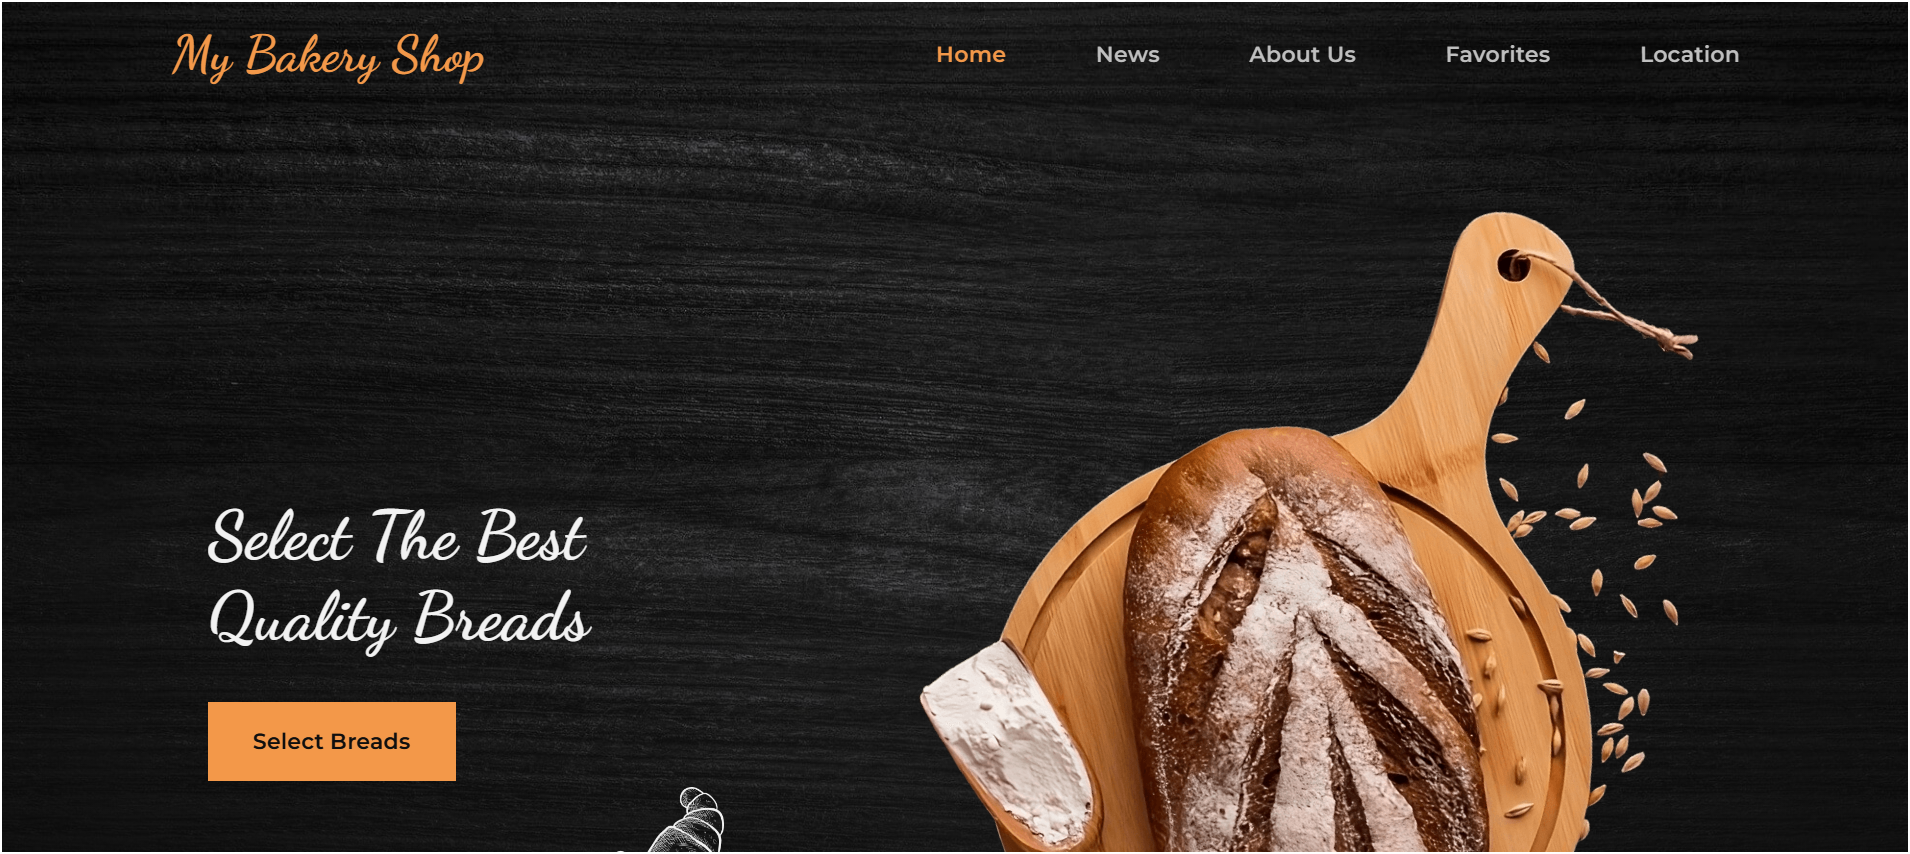 My Bakery Shop
Home News About Us Favorites Location
Select The Best
Quality Breads
Select Breads